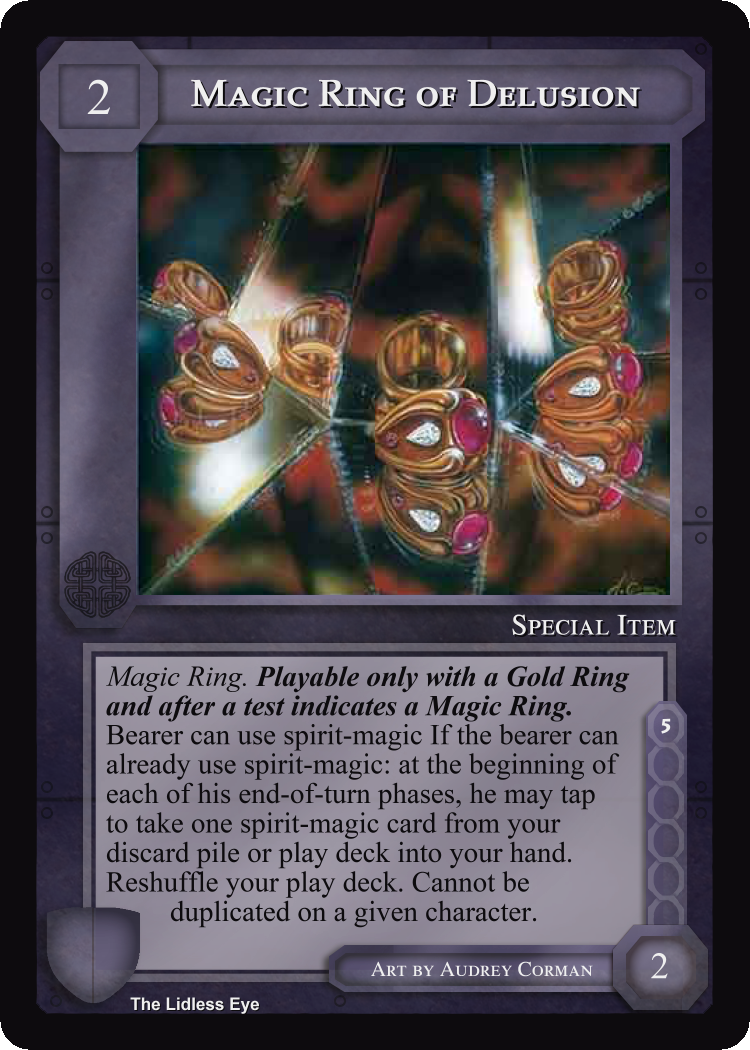 2
Magic Ring of Delusion
Special Item
Magic Ring. Playable only with a Gold Ring
and after a test indicates a Magic Ring.
Bearer can use spirit-magic If the bearer can
already use spirit-magic: at the beginning of
each of his end-of-turn phases, he may tap
to take one spirit-magic card from your
discard pile or play deck into your hand.
Reshuffle your play deck. Cannot be
duplicated on a given character.
5
Art by Audrey Corman
2
The Lidless Eye